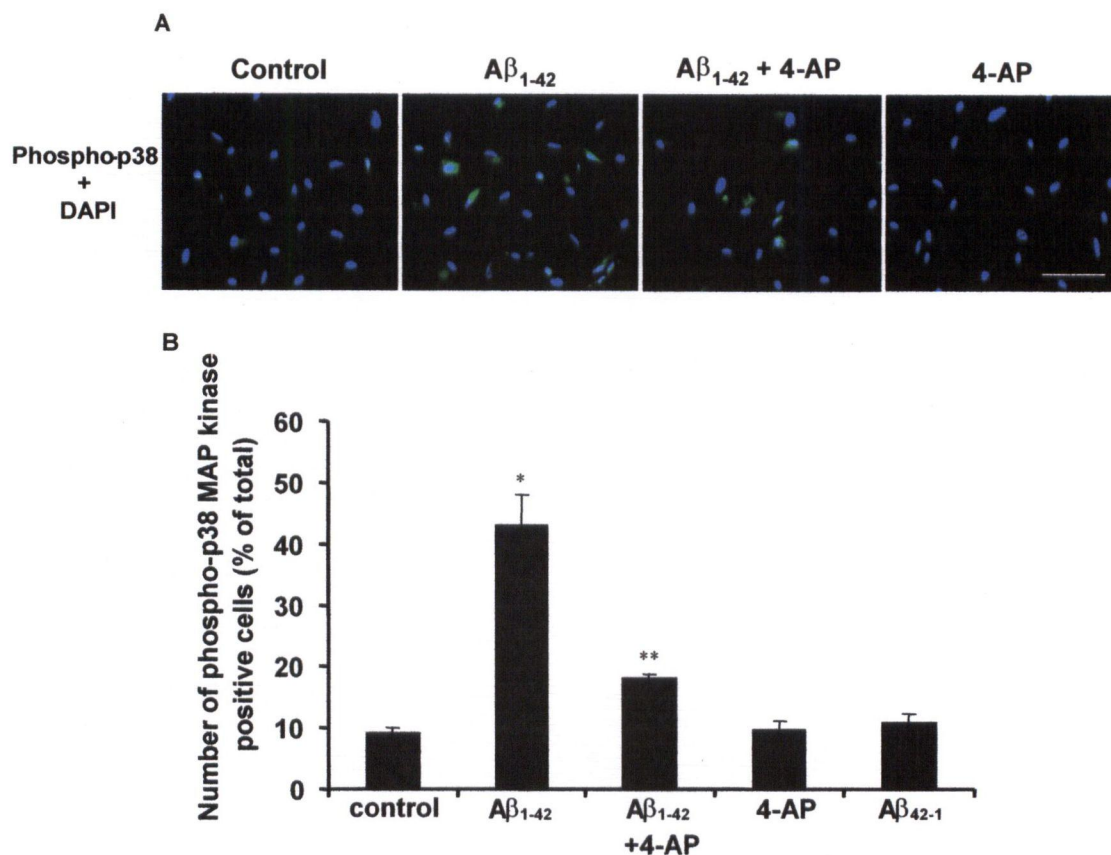 A
Control
Aβ1-42
Aβ1-42 + 4-AP
4-AP
Phospho-p38
+
DAPI
B
Number of phospho-p38 MAP kinase
positive cells (% of total)
60
50
40
30
20
10
0
*
**
control
Aβ1-42
Aβ1-42
+4-AP
4-AP
Aβ42-1